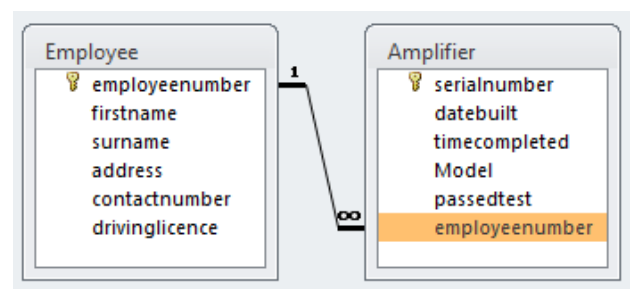 Employee
employeenumber
firstname
surname
address
contactnumber
drivinglicence
1
∞
Amplifier
serialnumber
datebuilt
timecompleted
Model
passedtest
employeenumber